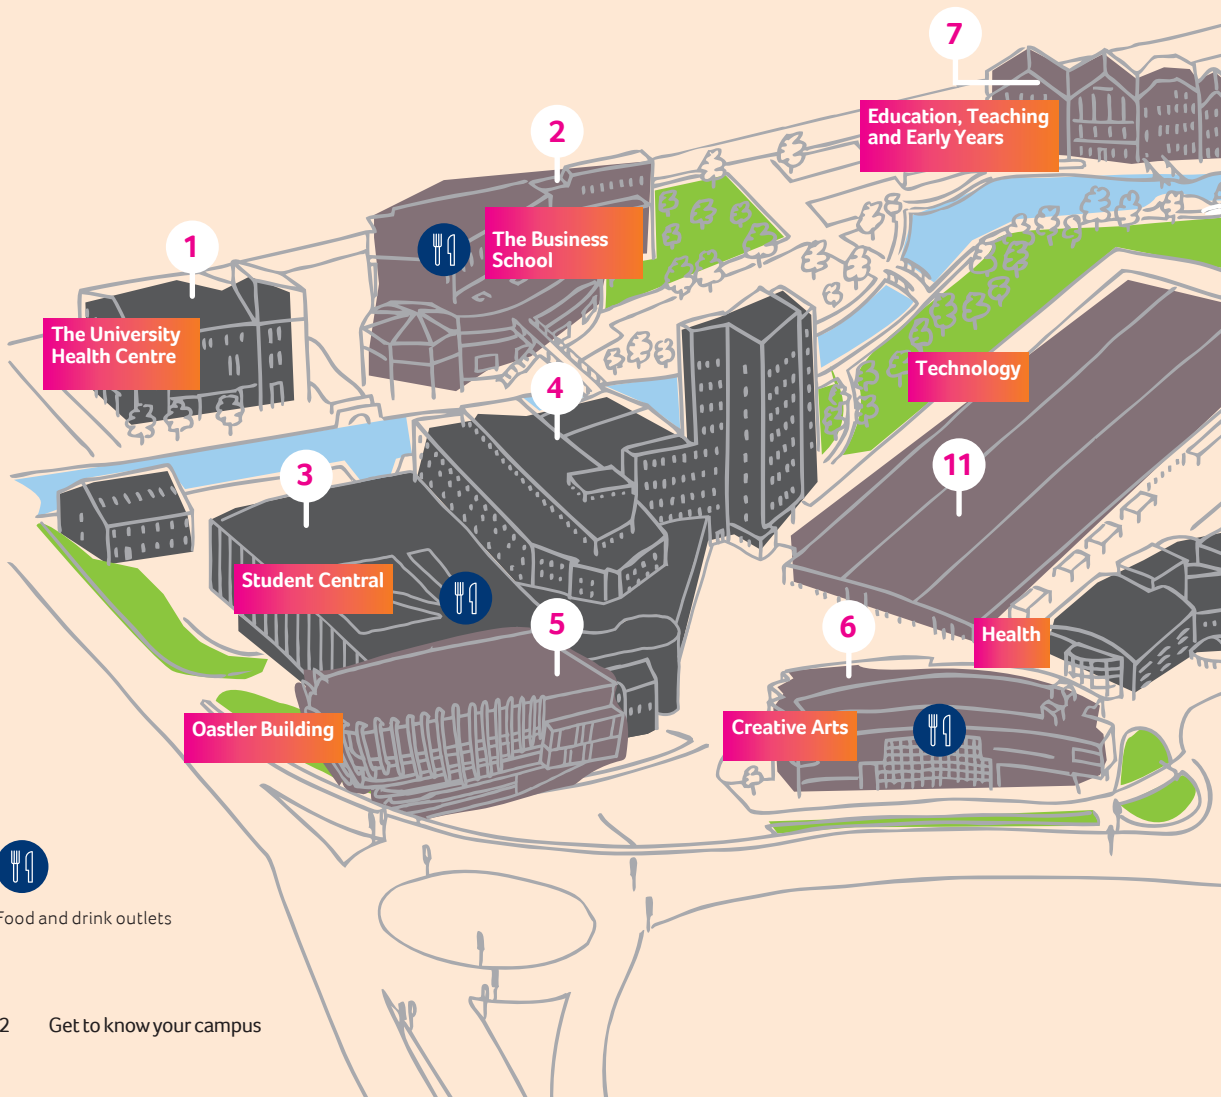 7
Education, Teaching
and Early Years
2
The Business
School
1
The University
Health Centre
4
Technology
11
3
Student Central
5
6
Health
Oastler Building
Creative Arts
Food and drink outlets
2 Get to know your campus